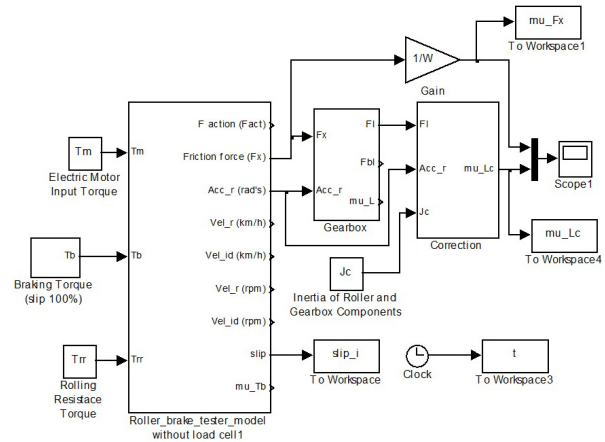 mu_Fx
To Workspace1
1/W
Gain
F action (Fact)
Friction force (Fx)
Acc_r (rad's)
Vel_r (km/h)
Vel_id (km/h)
Vel_r (rpm)
Vel_id (rpm)
slip
mu_Tb
Tm
Tb
Trr
Roller_brake_tester_model
without load cell1
Tm
Electric Motor
Input Torque
Tb
Braking Torque
(slip 100%)
Trr
Rolling
Resistace
Torque
Fx
Acc_r
Fl
Fbl
mu_L
Gearbox
Fl
Acc_r
Jc
mu_Lc
Correction
Scope1
mu_Lc
To Workspace4
Jc
Inertia of Roller and
Gearbox Components
slip_i
To Workspace
Clock
t
To Workspace3